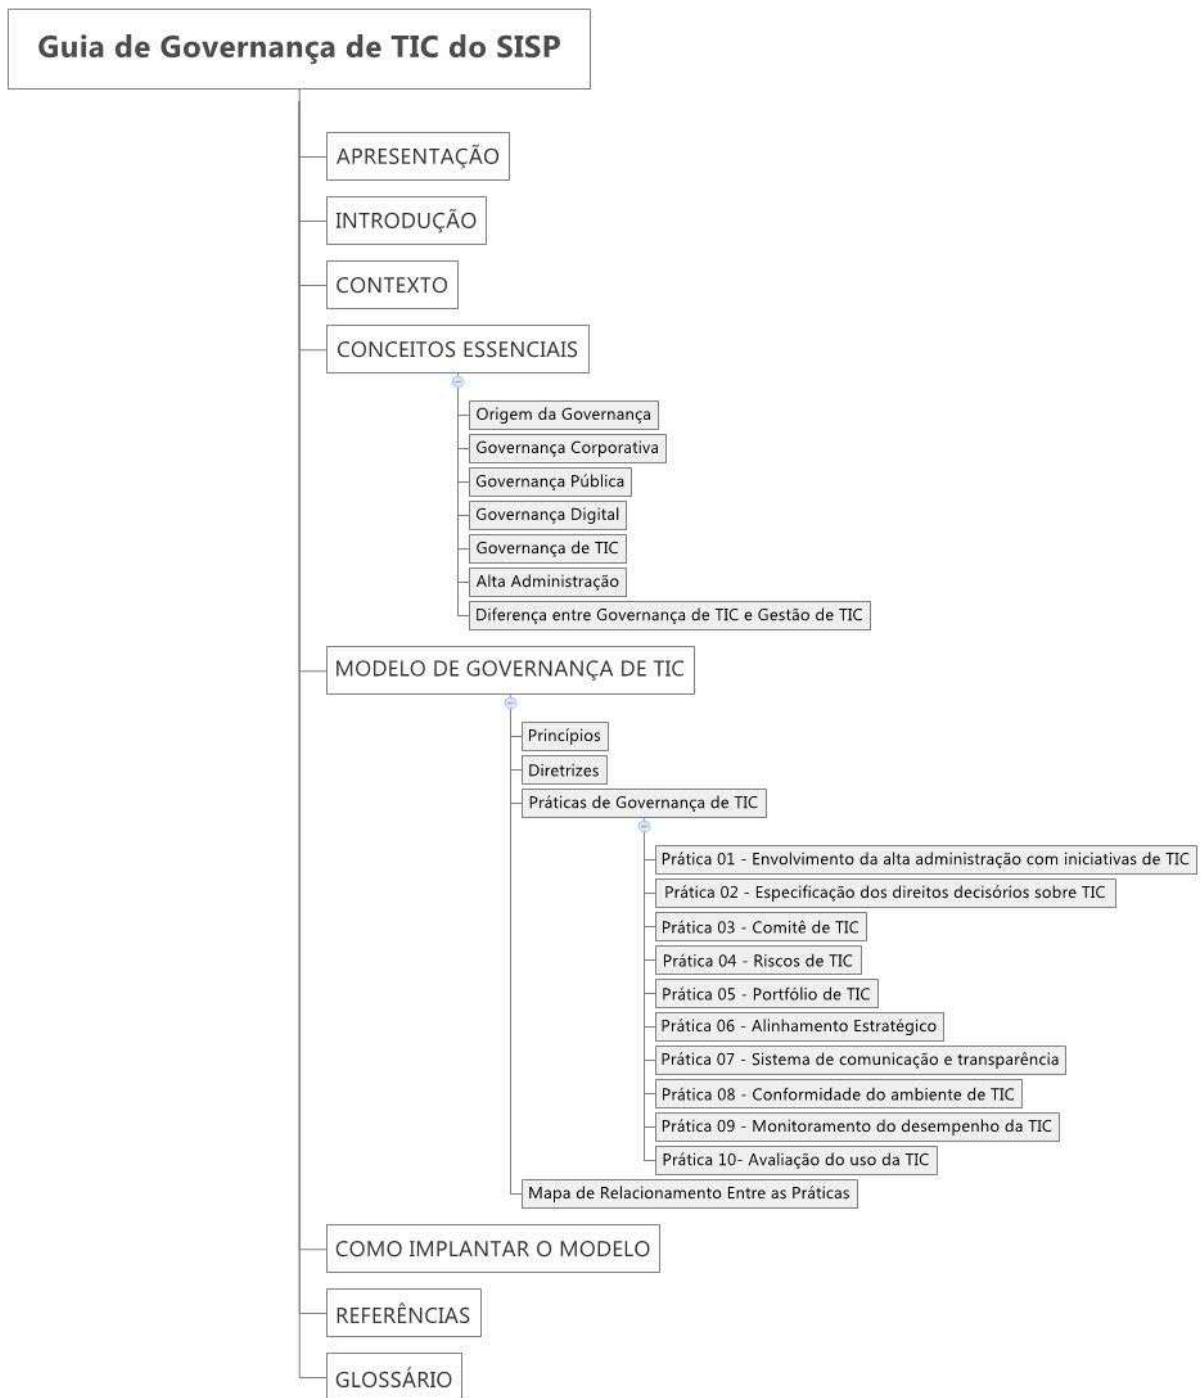 Guia de Governança de TIC do SISP
APRESENTAÇÃO
INTRODUÇÃO
CONTEXTO
CONCEITOS ESSENCIAIS
Origem da Governança
Governança Corporativa
Governança Pública
Governança Digital
Governança de TIC
Alta Administração
Diferença entre Governança de TIC e Gestão de TIC
MODELO DE GOVERNANÇA DE TIC
Princípios
Diretrizes
Práticas de Governança de TIC
Prática 01 - Envolvimento da alta administração com iniciativas de TIC
Prática 02 - Especificação dos direitos decisórios sobre TIC
Prática 03 - Comitê de TIC
Prática 04 - Riscos de TIC
Prática 05 - Portfólio de TIC
Prática 06 - Alinhamento Estratégico
Prática 07 - Sistema de comunicação e transparência
Prática 08 - Conformidade do ambiente de TIC
Prática 09 - Monitoramento do desempenho da TIC
Prática 10- Avaliação do uso da TIC
Mapa de Relacionamento Entre as Práticas
COMO IMPLANTAR O MODELO
REFERÊNCIAS
GLOSSÁRIO